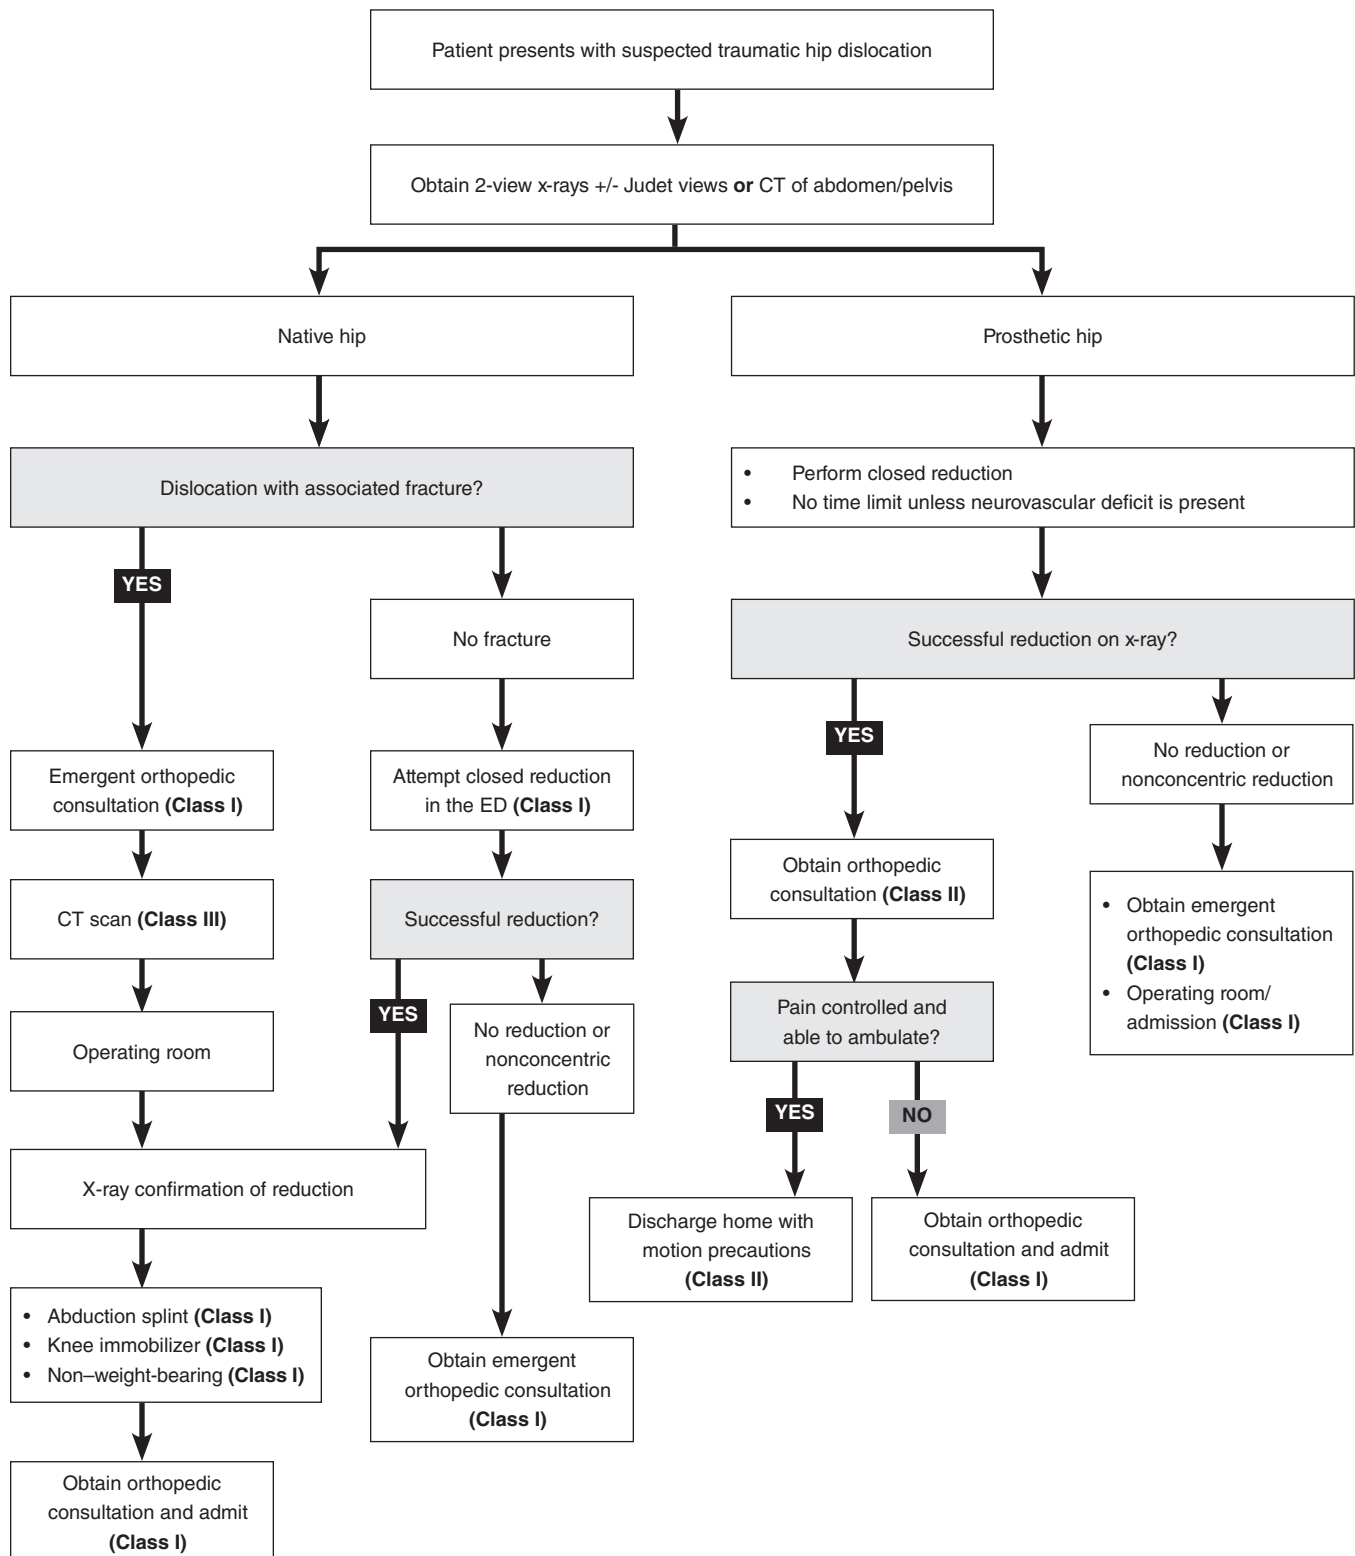 Patient presents with suspected traumatic hip dislocation
Obtain 2-view x-rays +/- Judet views or CT of abdomen/pelvis
Native hip
Prosthetic hip
Dislocation with associated fracture?
• Perform closed reduction
• No time limit unless neurovascular deficit is present
YES
No fracture
Successful reduction on x-ray?
Emergent orthopedic
consultation (Class I)
Attempt closed reduction
in the ED (Class I)
YES
No reduction or
nonconcentric reduction
CT scan (Class III)
Successful reduction?
Obtain orthopedic
consultation (Class II)
• Obtain emergent
orthopedic consultation
(Class I)
• Operating room/
admission (Class I)
Operating room
YES
No reduction or
nonconcentric
reduction
Pain controlled and
able to ambulate?
YES
NO
X-ray confirmation of reduction
Discharge home with
motion precautions
(Class II)
Obtain orthopedic
consultation and admit
(Class I)
• Abduction splint (Class I)
• Knee immobilizer (Class I)
• Non–weight-bearing (Class I)
Obtain emergent
orthopedic consultation
(Class I)
Obtain orthopedic
consultation and admit
(Class I)